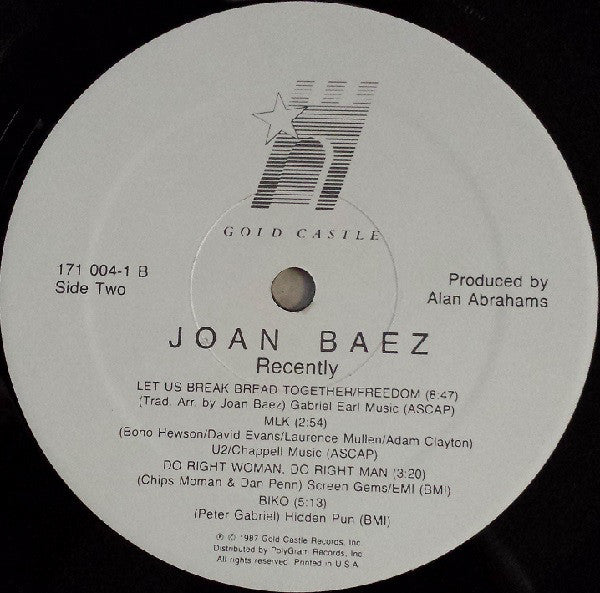 GOLD CASTLE
171 004-1 B
Side Two
Produced by
Alan Abrahams
JOAN BAEZ
Recently
LET US BREAK BREAD TOGETHER/FREEDOM (8:47)
(Trad. Arr. by Joan Baez) Gabriel Earl Music (ASCAP)
MLK (2:54)
(Bono Hewson/David Evans/Laurence Mullen/Adam Clayton)
U2/Chappell Music (ASCAP)
DO RIGHT WOMAN, DO RIGHT MAN (3:20)
(Chips Moman & Dan Penn) Screen Gems/EMI (BMI)
BIKO (5:13)
(Peter Gabriel) Hidden Pun (BMI)
℗ © 1987 Gold Castle Records, Inc.
Distributed by PolyGram Records, Inc.
All rights reserved. Printed in U.S.A.